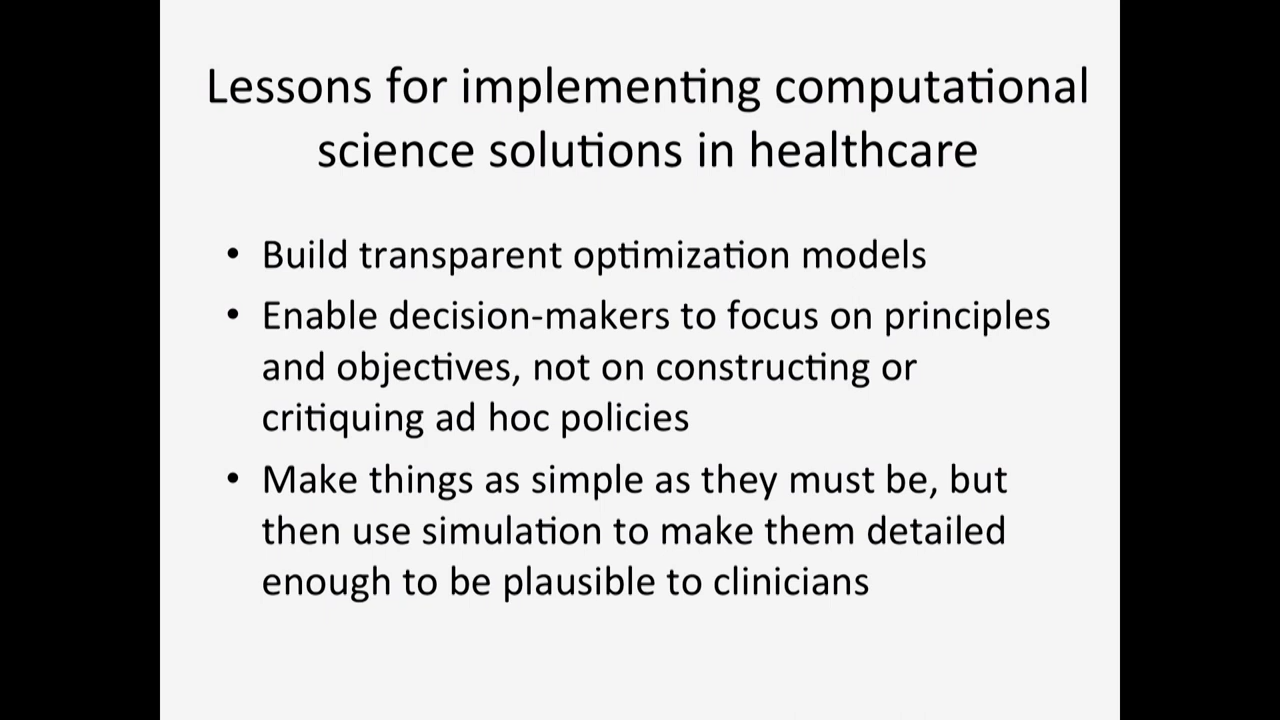 Lessons for implementing computational
science solutions in healthcare
• Build transparent optimization models
• Enable decision-makers to focus on principles
and objectives, not on constructing or
critiquing ad hoc policies
• Make things as simple as they must be, but
then use simulation to make them detailed
enough to be plausible to clinicians